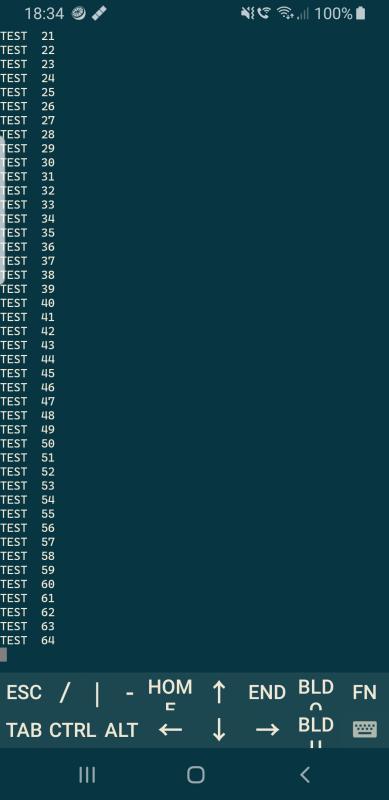 18:34 100%
TEST 21
TEST 22
TEST 23
TEST 24
TEST 25
TEST 26
TEST 27
TEST 28
TEST 29
TEST 30
TEST 31
TEST 32
TEST 33
TEST 34
TEST 35
TEST 36
TEST 37
TEST 38
TEST 39
TEST 40
TEST 41
TEST 42
TEST 43
TEST 44
TEST 45
TEST 46
TEST 47
TEST 48
TEST 49
TEST 50
TEST 51
TEST 52
TEST 53
TEST 54
TEST 55
TEST 56
TEST 57
TEST 58
TEST 59
TEST 60
TEST 61
TEST 62
TEST 63
TEST 64
ESC / | - HOME ↑ END BLD FN
TAB CTRL ALT ← ↓ → BLD